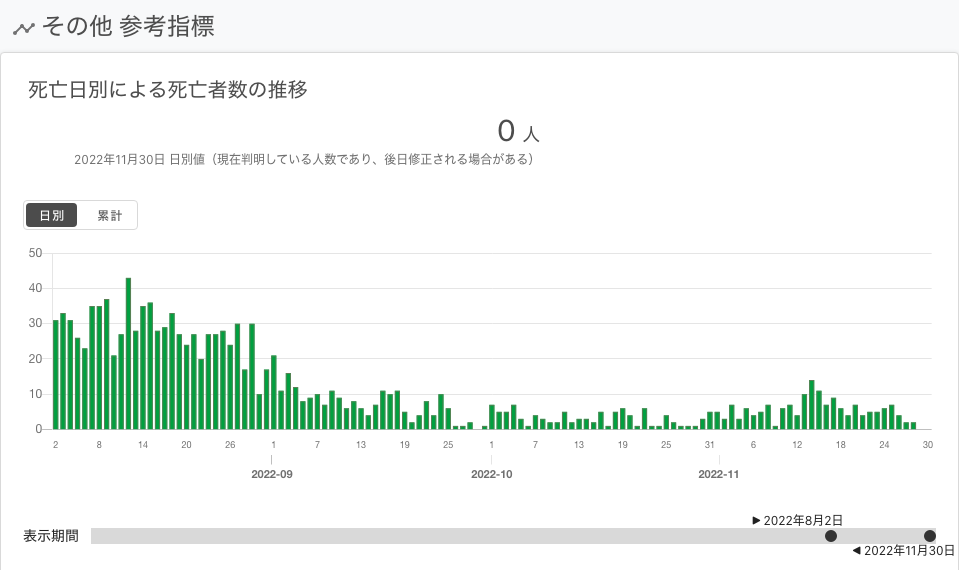 その他 参考指標
死亡日別による死亡者数の推移
0 人
2022年11月30日 日別値（現在判明している人数であり、後日修正される場合がある）
日別 累計
50
40
30
20
10
0
2 8 14 20 26 1 7 13 19 25 1 7 13 19 25 31 6 12 18 24 30
2022-09 2022-10 2022-11
▶ 2022年8月2日
表示期間
◀ 2022年11月30日